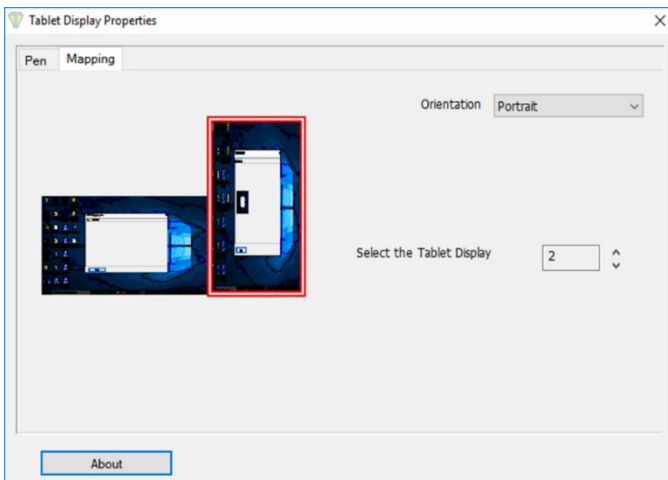 Tablet Display Properties
Pen
Mapping
Orientation
Portrait
Select the Tablet Display
2
About